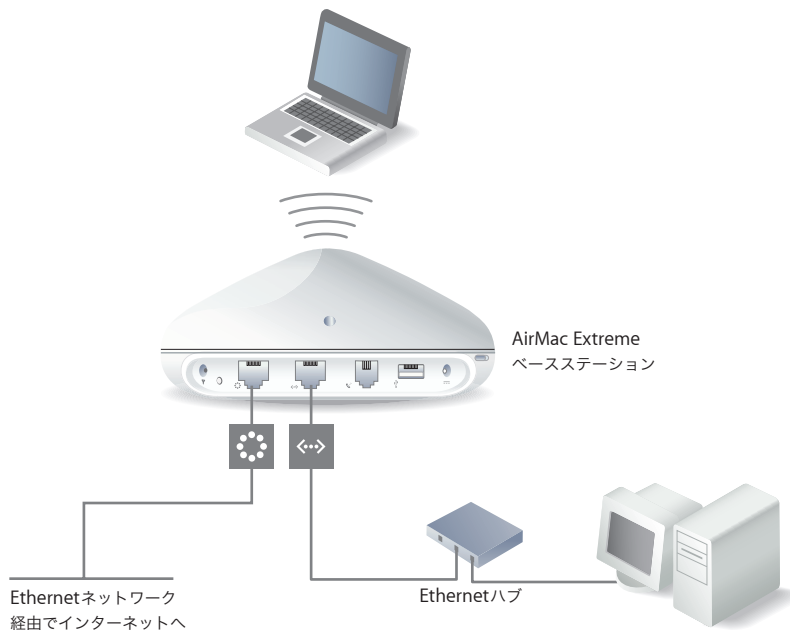 AirMac Extreme
ベースステーション
Ethernetハブ
Ethernetネットワーク
経由でインターネットへ